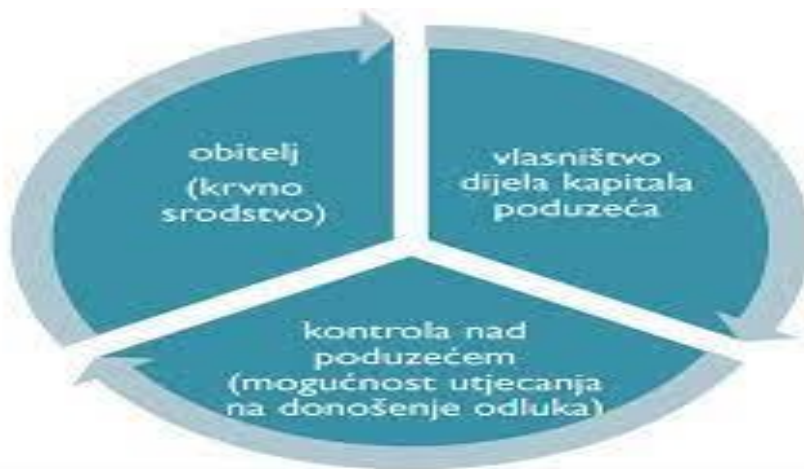 obitelj
(krvno
srodstvo)
vlasništvo
dijela kapitala
poduzeća
kontrola nad
poduzećem
(mogućnost utjecanja
na donošenje odluka)